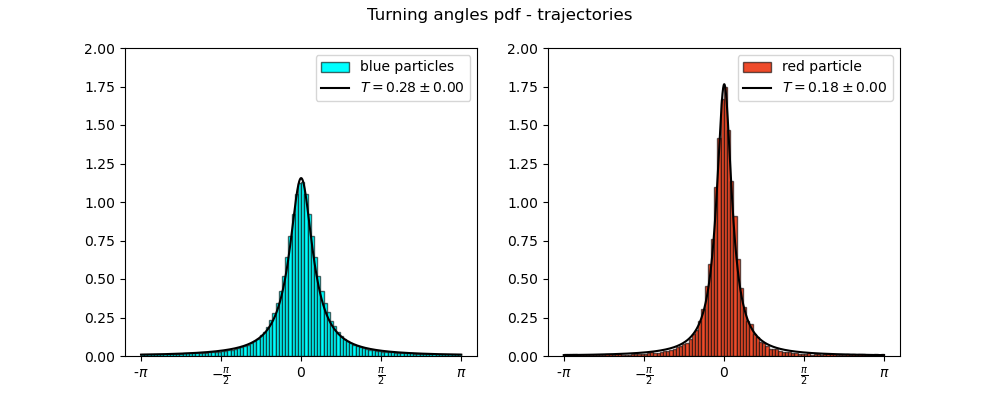 Turning angles pdf - trajectories
2.00
1.75
1.50
1.25
1.00
0.75
0.50
0.25
0.00
-π
−π/2
0
π/2
π
blue particles
T = 0.28 ± 0.00
2.00
1.75
1.50
1.25
1.00
0.75
0.50
0.25
0.00
-π
−π/2
0
π/2
π
red particle
T = 0.18 ± 0.00